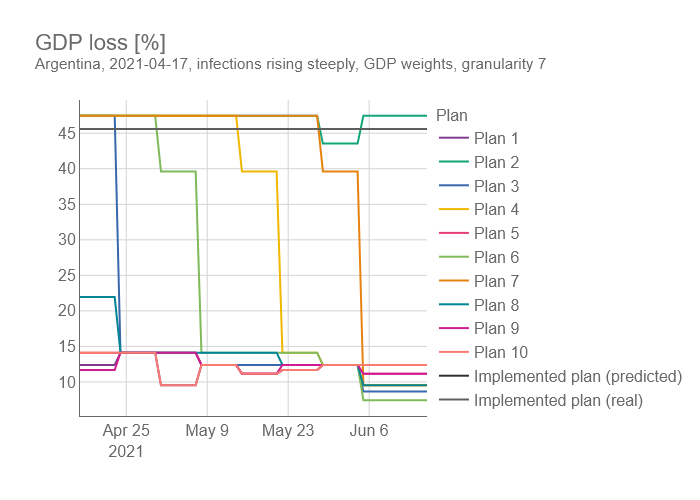 GDP loss [%]
Argentina, 2021-04-17, infections rising steeply, GDP weights, granularity 7
45
40
35
30
25
20
15
10
Apr 25
2021
May 9
May 23
Jun 6
Plan
Plan 1
Plan 2
Plan 3
Plan 4
Plan 5
Plan 6
Plan 7
Plan 8
Plan 9
Plan 10
Implemented plan (predicted)
Implemented plan (real)